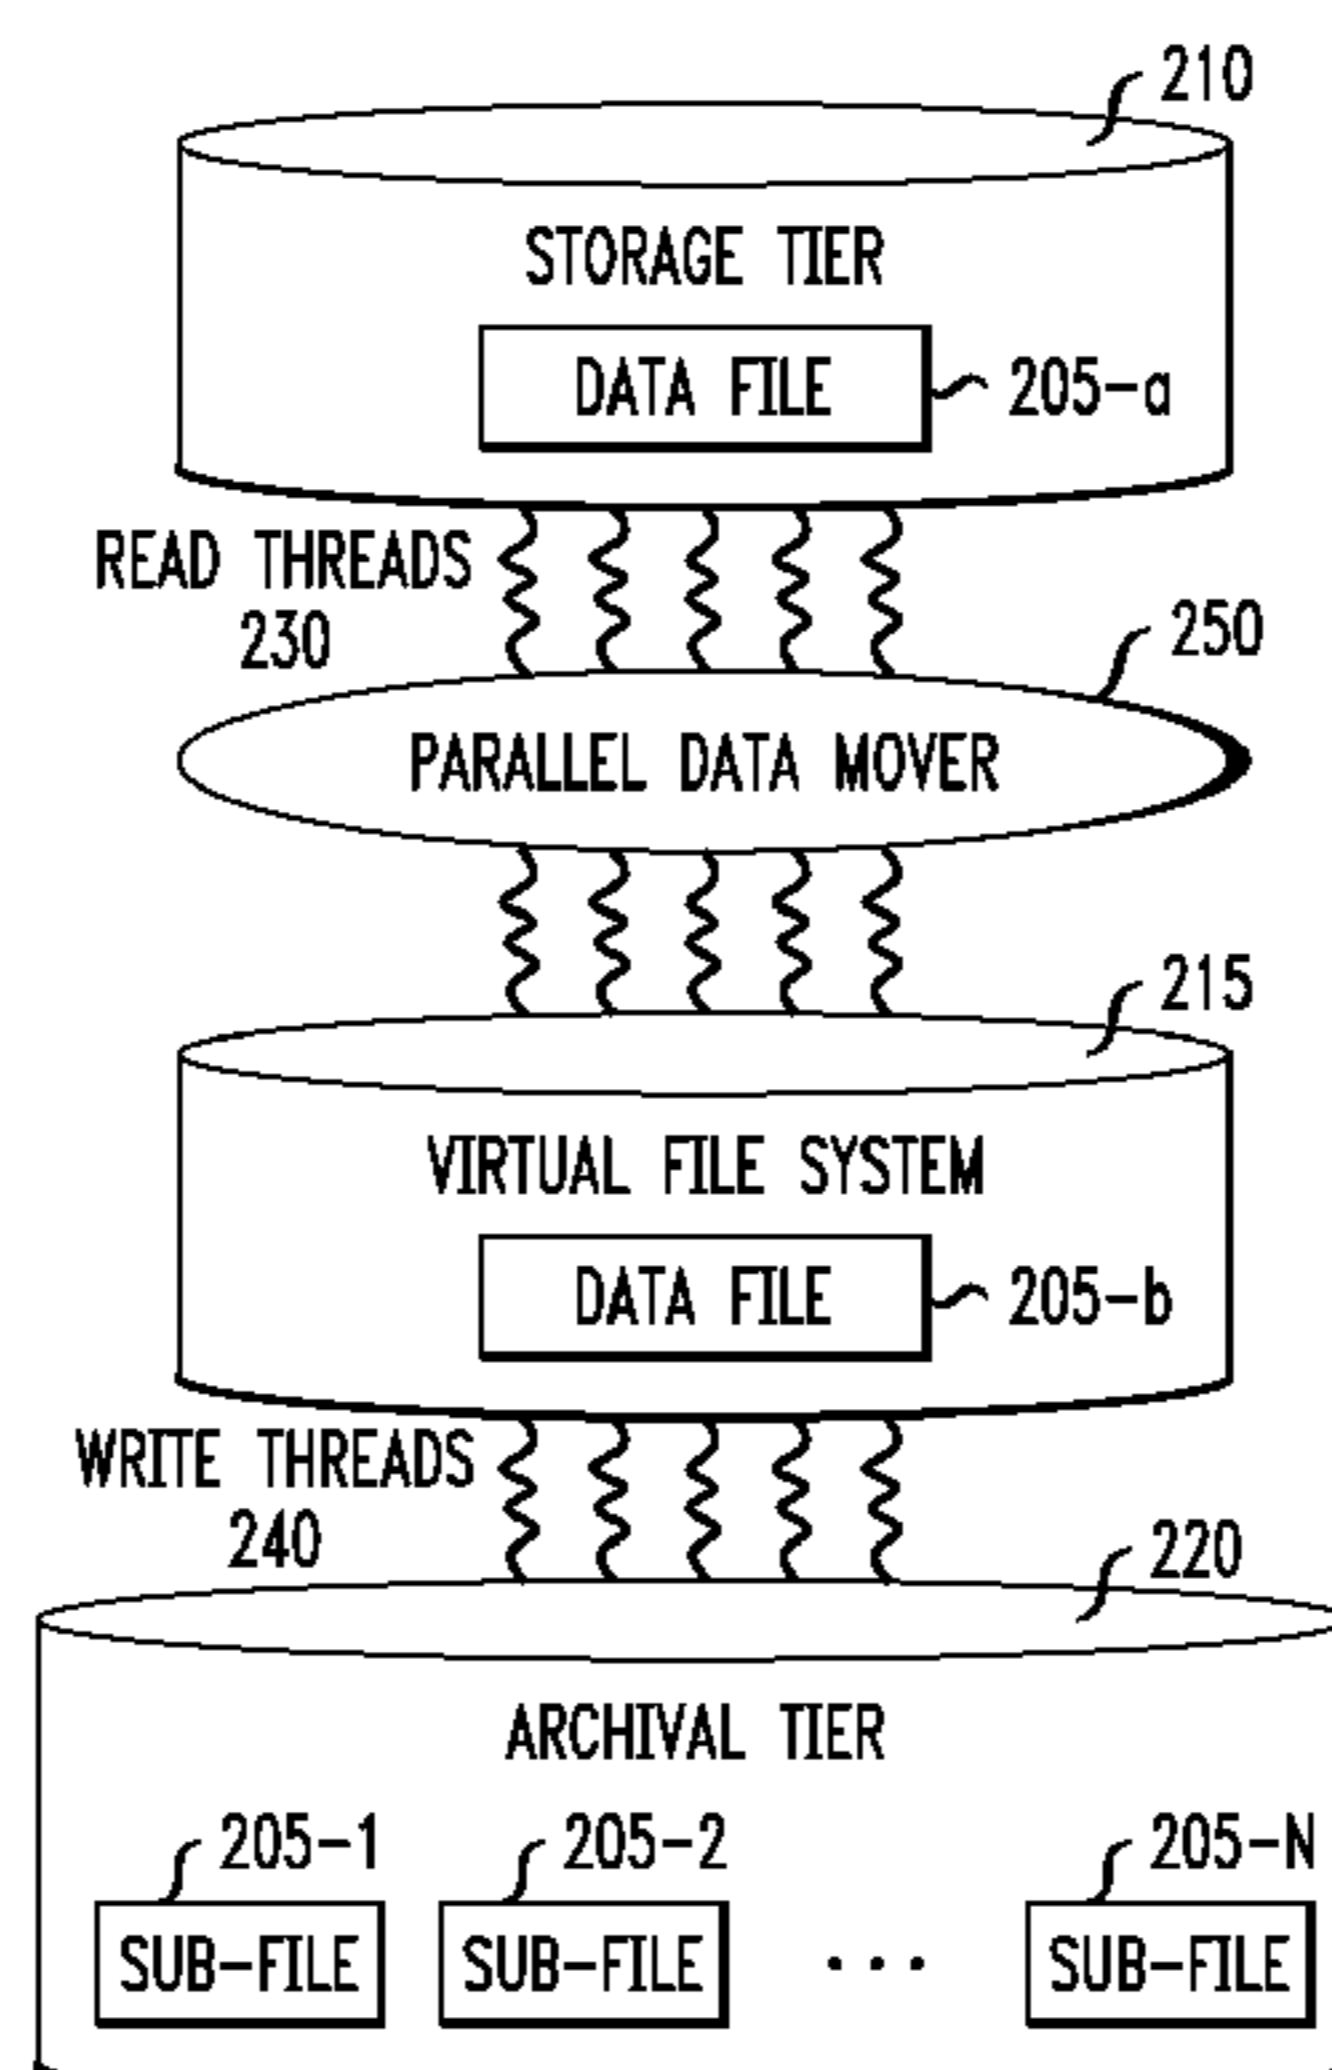 210
STORAGE TIER
DATA FILE
205-a
READ THREADS
230
250
PARALLEL DATA MOVER
215
VIRTUAL FILE SYSTEM
DATA FILE
205-b
WRITE THREADS
240
220
ARCHIVAL TIER
205-1
205-2
205-N
SUB-FILE
SUB-FILE
...
SUB-FILE